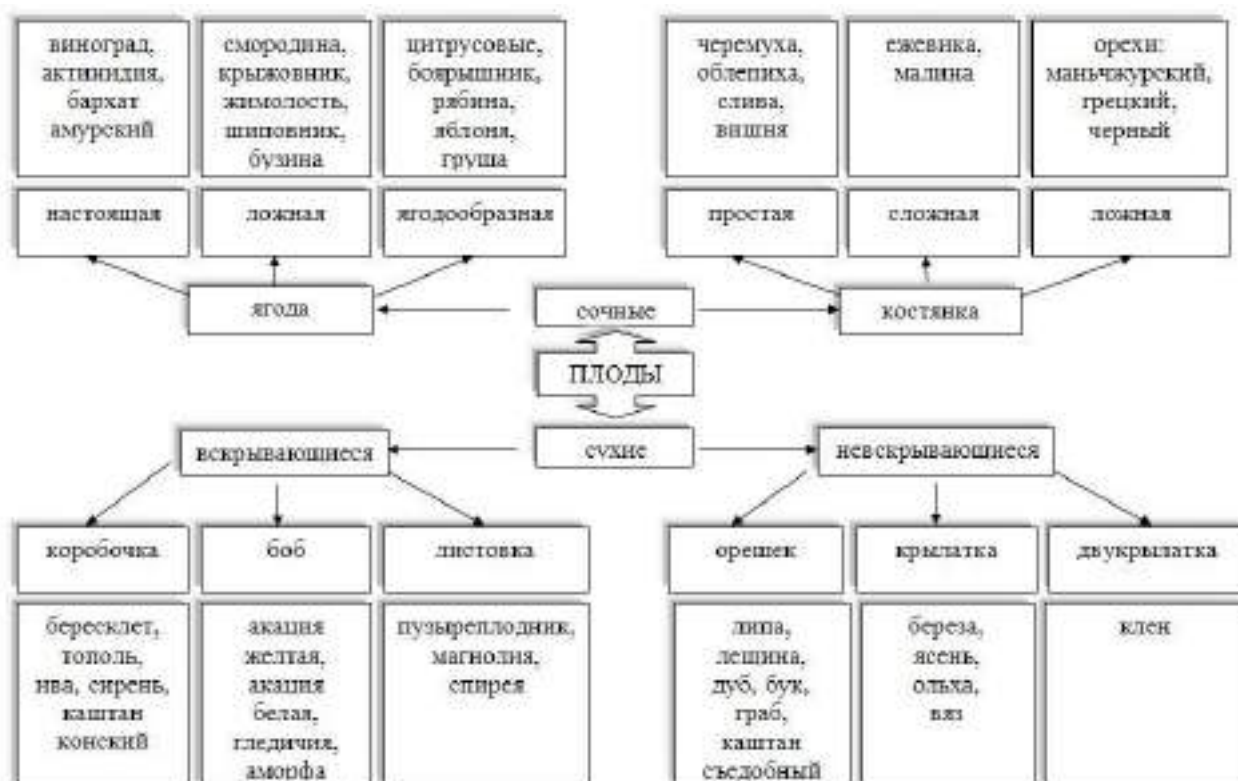 виноград,
актинидия,
бархат
амурский
смородина,
крыжовник,
жимолость,
шиповник,
бузина
цитрусовые,
боярышник,
рябина,
яблоня,
груша
черемуха,
облепиха,
слива,
вишня
ежевика,
малина
орехи:
маньчжурский,
грецкий,
черный
настоящая
ложная
ягодообразная
простая
сложная
ложная
ягода
сочные
костянка
ПЛОДЫ
вскрывающиеся
сухие
невскрывающиеся
коробочка
боб
листовка
орешек
крылатка
двукрылатка
бересклет,
тополь,
ива, сирень,
каштан
конский
акация
желтая,
акация
белая,
гледичия,
аморфа
пузыреплодник,
магнолия,
спирея
липа,
лещина,
дуб, бук,
граб,
каштан
съедобный
береза,
ясень,
ольха,
вяз
клен